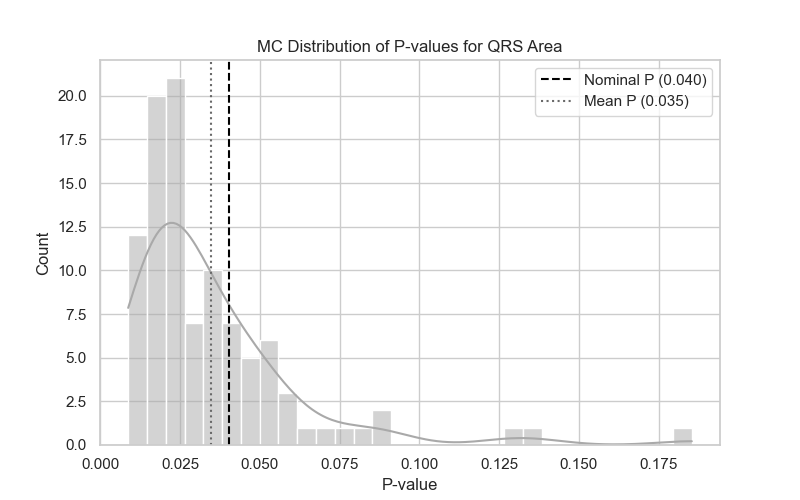 MC Distribution of P-values for QRS Area
Nominal P (0.040)
Mean P (0.035)
20.0
17.5
15.0
12.5
10.0
7.5
5.0
2.5
0.0
Count
0.000 0.025 0.050 0.075 0.100 0.125 0.150 0.175
P-value